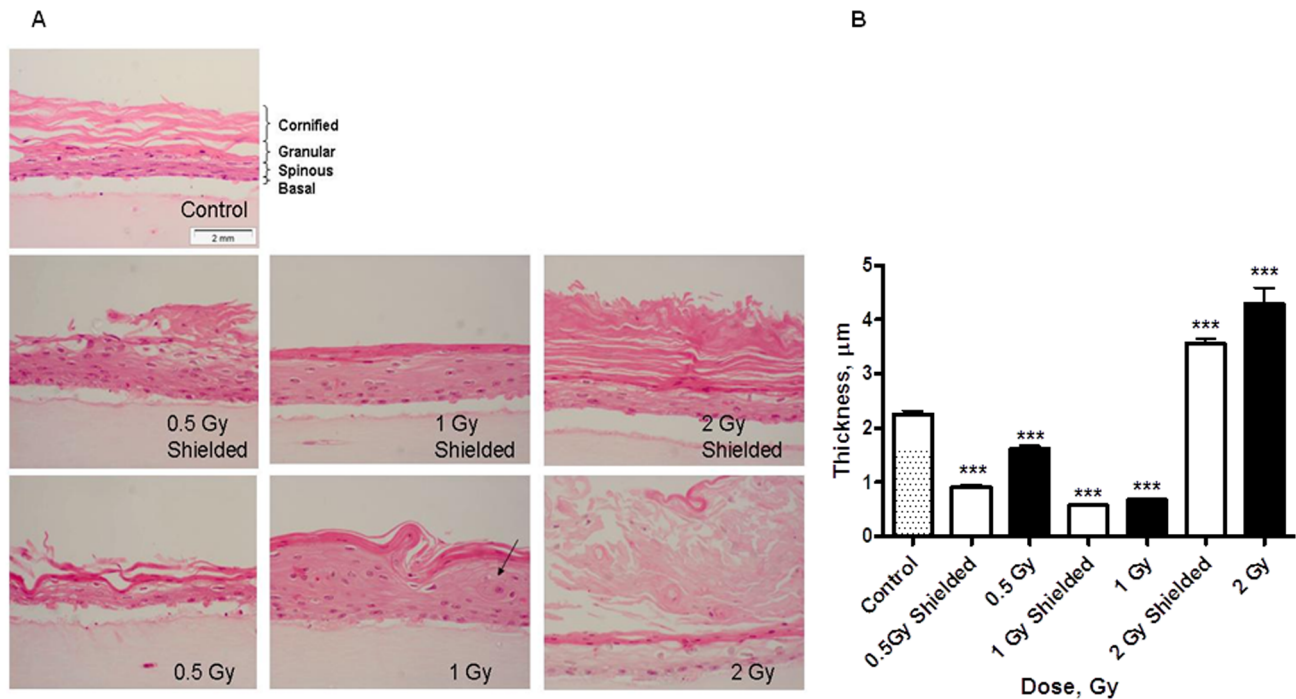 A
B
Cornified
Granular
Spinous
Basal
Control
2 mm
0.5 Gy
Shielded
1 Gy
Shielded
2 Gy
Shielded
0.5 Gy
1 Gy
2 Gy
Thickness, µm
5
4
3
2
1
0
***
***
***
***
***
***
Control
0.5Gy Shielded
0.5 Gy
1 Gy Shielded
1 Gy
2 Gy Shielded
2 Gy
Dose, Gy